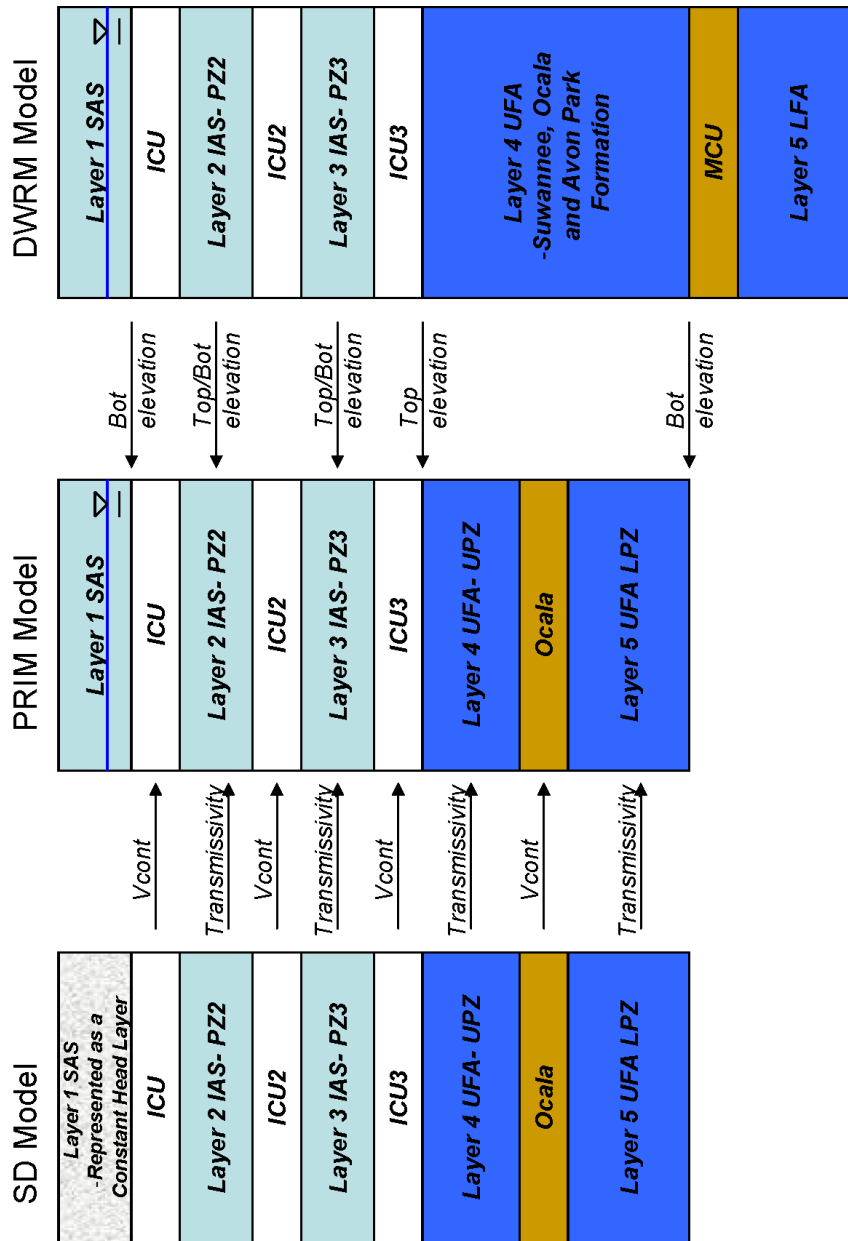 SD Model
Layer 1 SAS
-Represented as a
Constant Head Layer
ICU
Layer 2 IAS- PZ2
ICU2
Layer 3 IAS- PZ3
ICU3
Layer 4 UFA- UPZ
Ocala
Layer 5 UFA LPZ
Vcont
Transmissivity
Vcont
Transmissivity
Vcont
Transmissivity
Vcont
Transmissivity
PRIM Model
Layer 1 SAS
ICU
Layer 2 IAS- PZ2
ICU2
Layer 3 IAS- PZ3
ICU3
Layer 4 UFA- UPZ
Ocala
Layer 5 UFA LPZ
Bot
elevation
Top/Bot
elevation
Top/Bot
elevation
Top
elevation
Bot
elevation
DWRM Model
Layer 1 SAS
ICU
Layer 2 IAS- PZ2
ICU2
Layer 3 IAS- PZ3
ICU3
Layer 4 UFA
-Suwannee, Ocala
and Avon Park
Formation
MCU
Layer 5 LFA